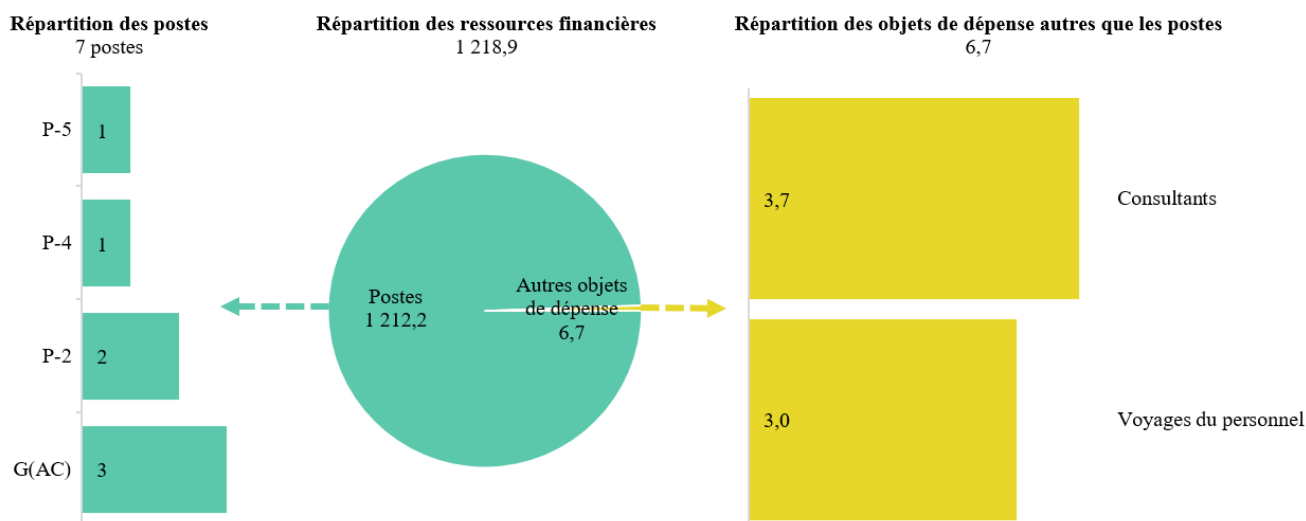 Répartition des postes
7 postes
P-5
1
P-4
1
P-2
2
G(AC)
3
Répartition des ressources financières
1 218,9
Postes
1 212,2
Autres objets
de dépense
6,7
Répartition des objets de dépense autres que les postes
6,7
3,7
Consultants
3,0
Voyages du personnel